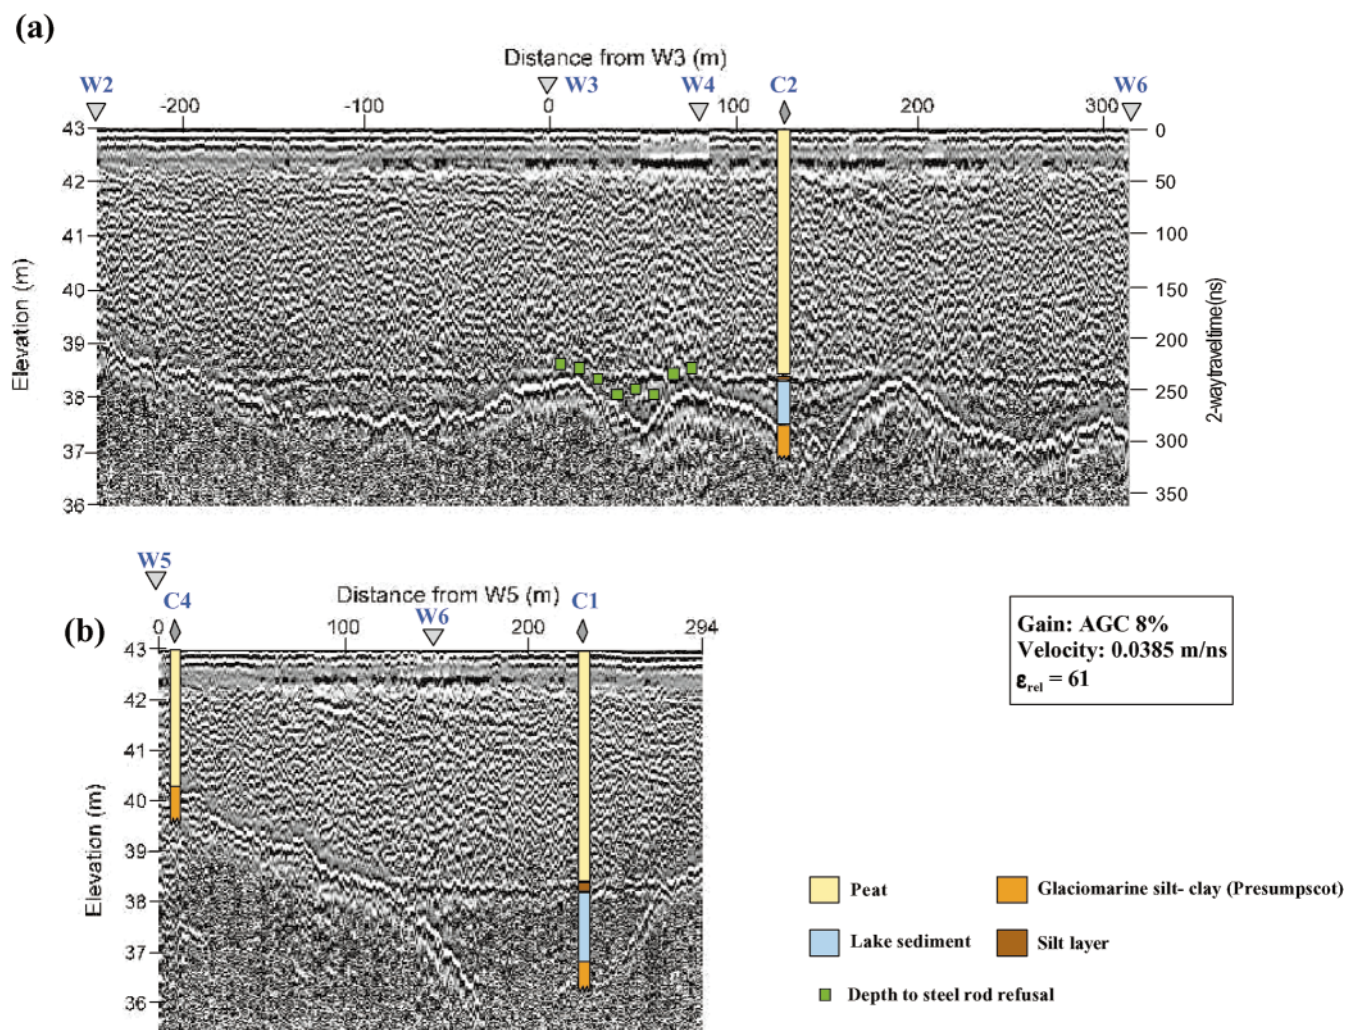 (a)
Distance from W3 (m)
W2 W3 W4 C2 W6
-200 -100 0 100 200 300
43 42 41 40 39 38 37 36
Elevation (m)
0 50 100 150 200 250 300 350
2-waytraveltime(ns)
W5
Distance from W5 (m)
C4 W6 C1
(b)
0 100 200 294
43 42 41 40 39 38 37 36
Elevation (m)
Gain: AGC 8%
Velocity: 0.0385 m/ns
εrel = 61
Peat
Glaciomarine silt- clay (Presumpscot)
Lake sediment
Silt layer
Depth to steel rod refusal